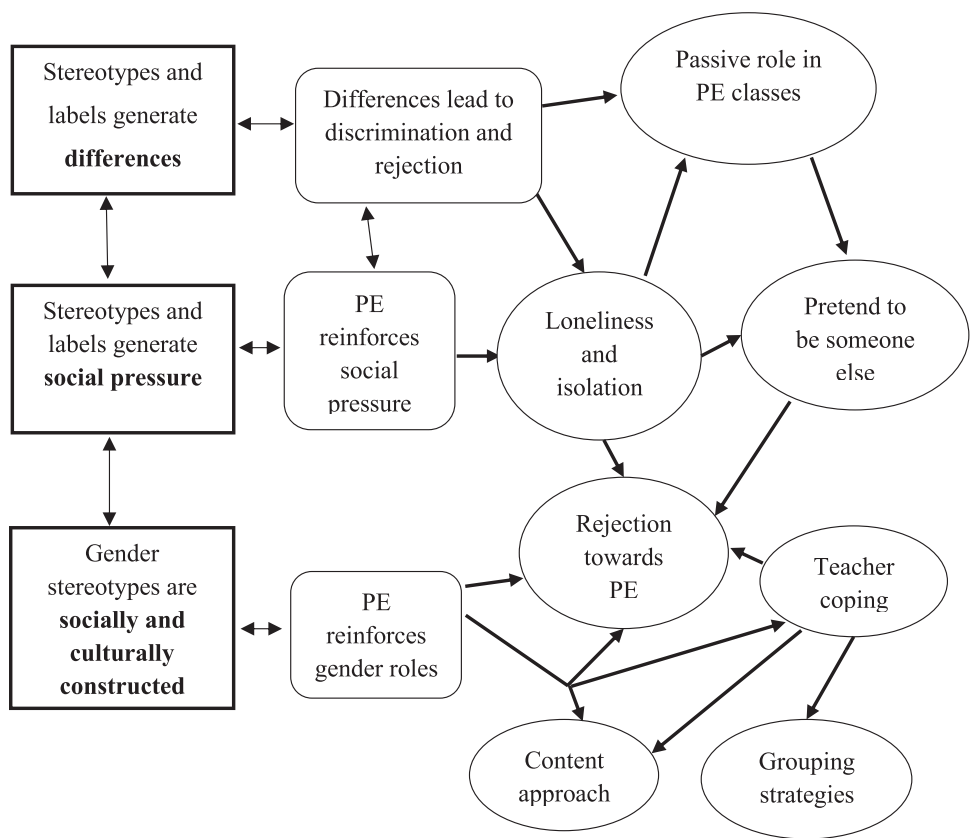 Stereotypes and
labels generate
differences
Differences lead to
discrimination and
rejection
Passive role in
PE classes
Stereotypes and
labels generate
social pressure
PE
reinforces
social
pressure
Loneliness
and
isolation
Pretend to
be someone
else
Gender
stereotypes are
socially and
culturally
constructed
PE
reinforces
gender roles
Rejection
towards
PE
Teacher
coping
Content
approach
Grouping
strategies